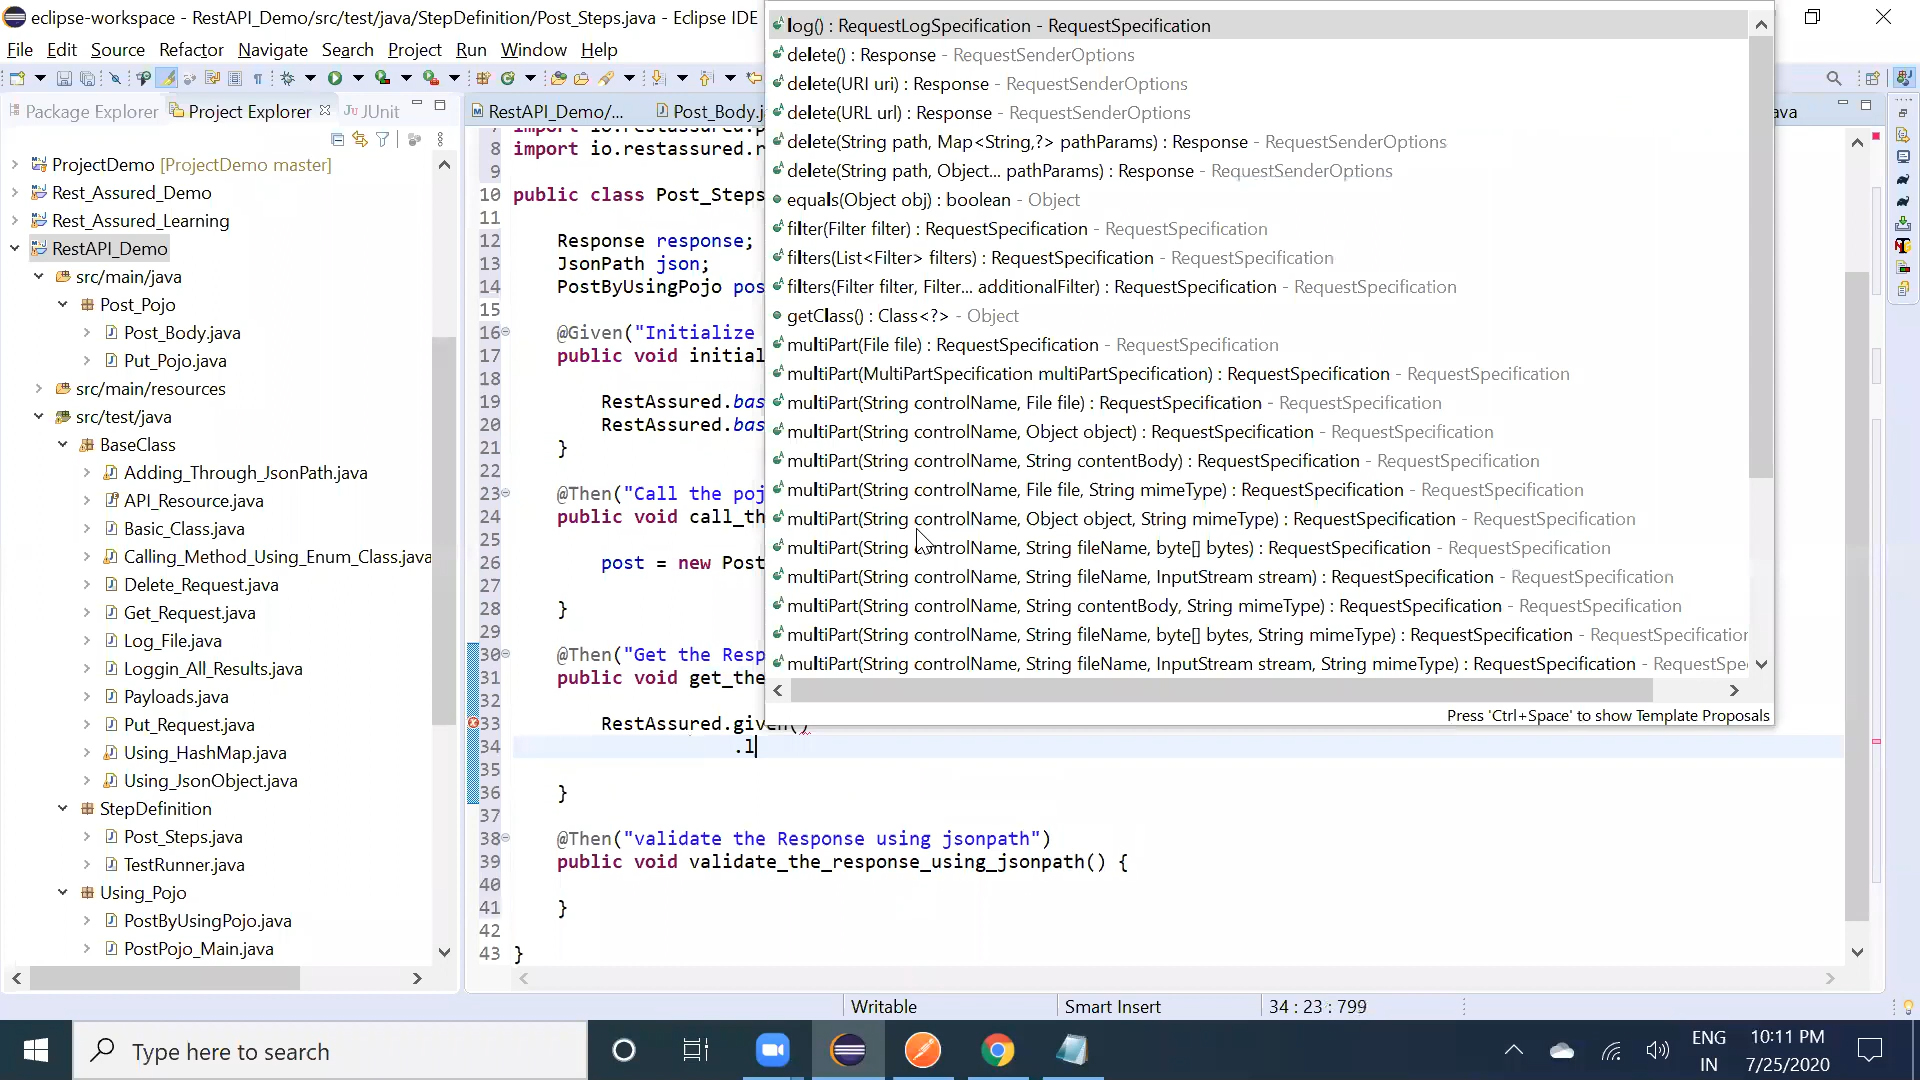 eclipse-workspace - RestAPI_Demo/src/test/java/StepDefinition/Post_Steps.java - Eclipse IDE
File Edit Source Refactor Navigate Search Project Run Window Help
Package Explorer Project Explorer JUnit
ProjectDemo [ProjectDemo master]
Rest_Assured_Demo
Rest_Assured_Learning
RestAPI_Demo
src/main/java
Post_Pojo
Post_Body.java
Put_Pojo.java
src/main/resources
src/test/java
BaseClass
Adding_Through_JsonPath.java
API_Resource.java
Basic_Class.java
Calling_Method_Using_Enum_Class.java
Delete_Request.java
Get_Request.java
Log_File.java
Loggin_All_Results.java
Payloads.java
Put_Request.java
Using_HashMap.java
Using_JsonObject.java
StepDefinition
Post_Steps.java
TestRunner.java
Using_Pojo
PostByUsingPojo.java
PostPojo_Main.java
RestAPI_Demo/... Post_Body.j ava
7 import io.restassured.p
8 import io.restassured.r
9
10 public class Post_Steps
11
12 Response response;
13 JsonPath json;
14 PostByUsingPojo pos
15
16 @Given("Initialize
17 public void initial
18
19 RestAssured.bas
20 RestAssured.bas
21 }
22
23 @Then("Call the poj
24 public void call_th
25
26 post = new Post
27
28 }
29
30 @Then("Get the Resp
31 public void get_the
32
33 RestAssured.given()
34 .l
35
36 }
37
38 @Then("validate the Response using jsonpath")
39 public void validate_the_response_using_jsonpath() {
40
41 }
42
43 }
log() : RequestLogSpecification - RequestSpecification
delete() : Response - RequestSenderOptions
delete(URI uri) : Response - RequestSenderOptions
delete(URL url) : Response - RequestSenderOptions
delete(String path, Map<String,?> pathParams) : Response - RequestSenderOptions
delete(String path, Object... pathParams) : Response - RequestSenderOptions
equals(Object obj) : boolean - Object
filter(Filter filter) : RequestSpecification - RequestSpecification
filters(List<Filter> filters) : RequestSpecification - RequestSpecification
filters(Filter filter, Filter... additionalFilter) : RequestSpecification - RequestSpecification
getClass() : Class<?> - Object
multiPart(File file) : RequestSpecification - RequestSpecification
multiPart(MultiPartSpecification multiPartSpecification) : RequestSpecification - RequestSpecification
multiPart(String controlName, File file) : RequestSpecification - RequestSpecification
multiPart(String controlName, Object object) : RequestSpecification - RequestSpecification
multiPart(String controlName, String contentBody) : RequestSpecification - RequestSpecification
multiPart(String controlName, File file, String mimeType) : RequestSpecification - RequestSpecification
multiPart(String controlName, Object object, String mimeType) : RequestSpecification - RequestSpecification
multiPart(String controlName, String fileName, byte[] bytes) : RequestSpecification - RequestSpecification
multiPart(String controlName, String fileName, InputStream stream) : RequestSpecification - RequestSpecification
multiPart(String controlName, String contentBody, String mimeType) : RequestSpecification - RequestSpecification
multiPart(String controlName, String fileName, byte[] bytes, String mimeType) : RequestSpecification - RequestSpecification
multiPart(String controlName, String fileName, InputStream stream, String mimeType) : RequestSpecification - RequestSpe
Press 'Ctrl+Space' to show Template Proposals
Writable Smart Insert 34 : 23 : 799
Type here to search
ENG 10:11 PM
IN 7/25/2020